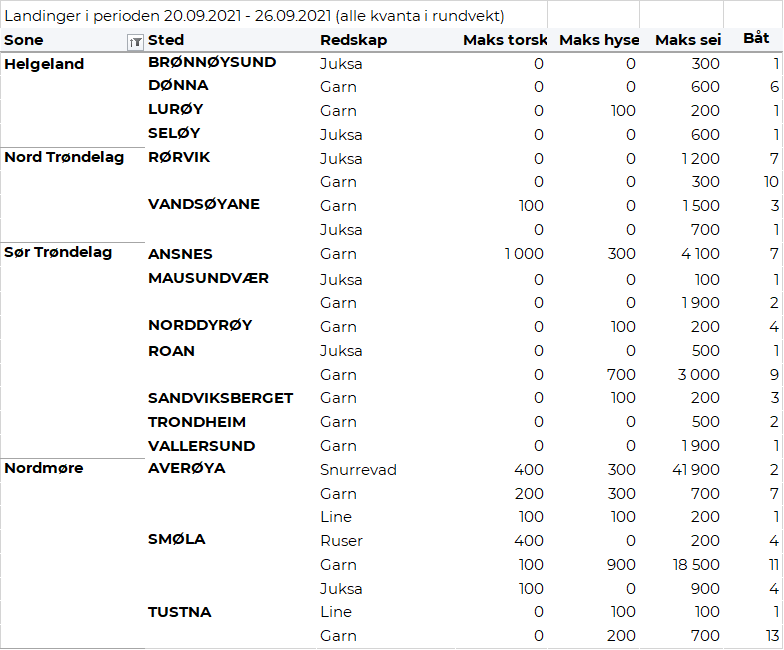 Landinger i perioden 20.09.2021 - 26.09.2021 (alle kvanta i rundvekt)
Sone Sted Redskap Maks torsk Maks hyse Maks sei Båt
Helgeland BRØNNØYSUND Juksa 0 0 300 1
DØNNA Garn 0 0 600 6
LURØY Garn 0 100 200 1
SELØY Juksa 0 0 600 1
Nord Trøndelag RØRVIK Juksa 0 0 1 200 7
Garn 0 0 300 10
VANDSØYANE Garn 100 0 1 500 3
Juksa 0 0 700 1
Sør Trøndelag ANSNES Garn 1 000 300 4 100 7
MAUSUNDVÆR Juksa 0 0 100 1
Garn 0 0 1 900 2
NORDDYRØY Garn 0 100 200 4
ROAN Juksa 0 0 500 1
Garn 0 700 3 000 9
SANDVIKSBERGET Garn 0 100 200 3
TRONDHEIM Garn 0 0 500 2
VALLERSUND Garn 0 0 1 900 1
Nordmøre AVERØYA Snurrevad 400 300 41 900 2
Garn 200 300 700 7
Line 100 100 200 1
SMØLA Ruser 400 0 200 4
Garn 100 900 18 500 11
Juksa 100 0 900 4
TUSTNA Line 0 100 100 1
Garn 0 200 700 13